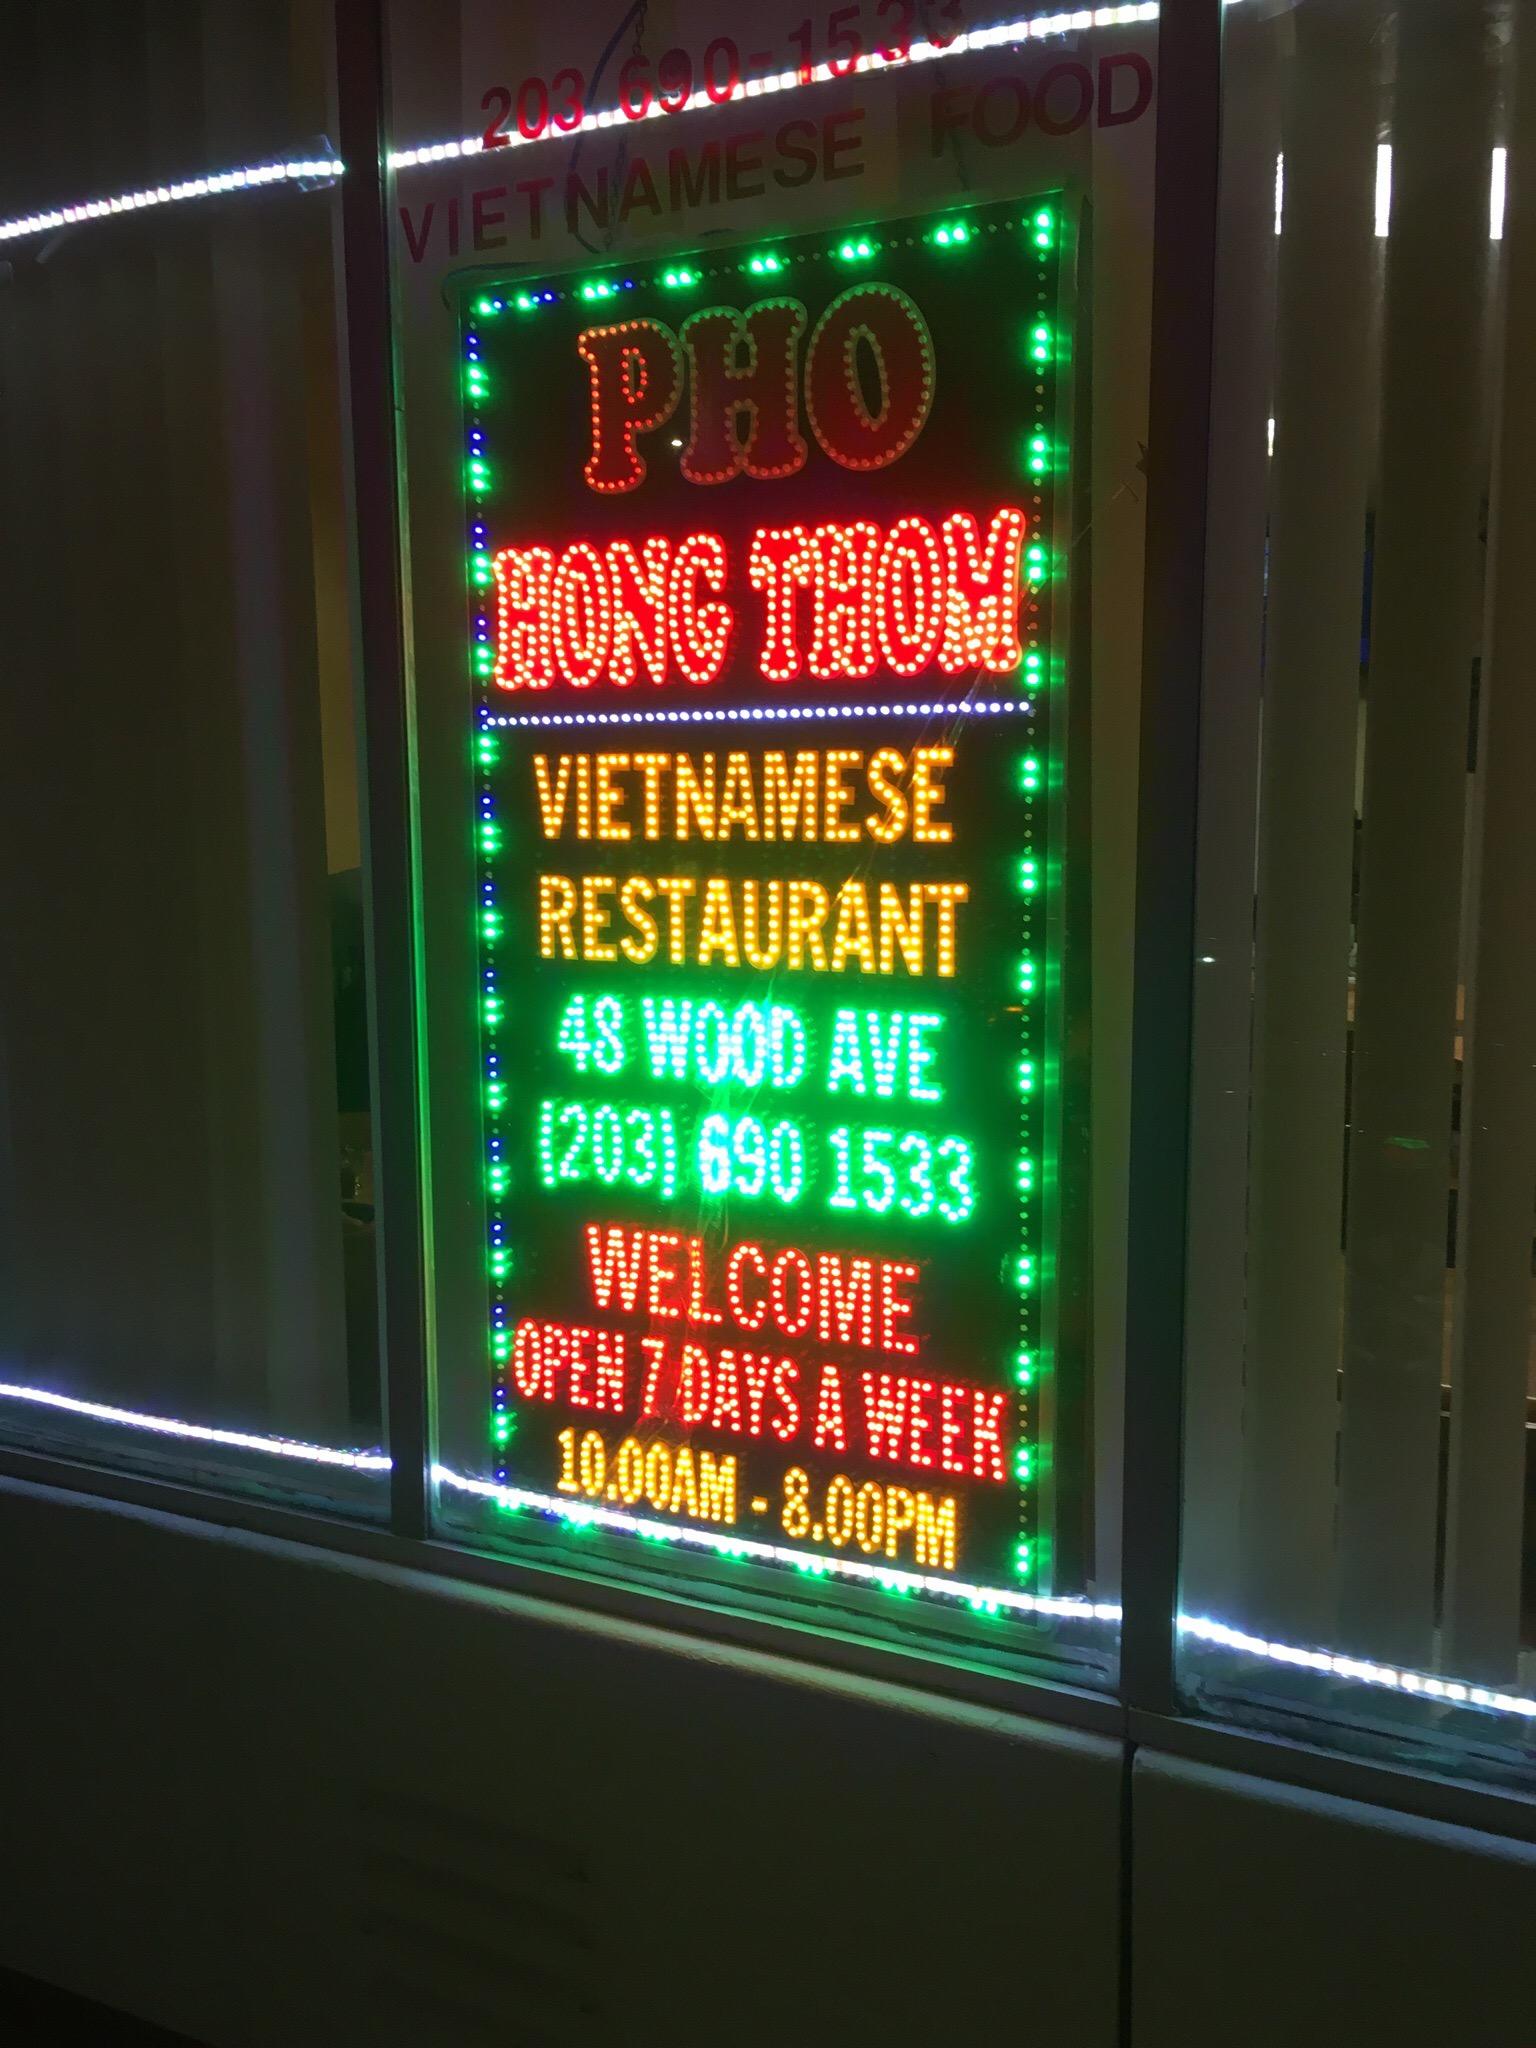 203 690-1533
VIETNAMESE FOOD
PHO
HONG THOM
VIETNAMESE
RESTAURANT
48 WOOD AVE
(203) 690 1533
WELCOME
OPEN 7 DAYS A WEEK
10.00AM - 8.00PM